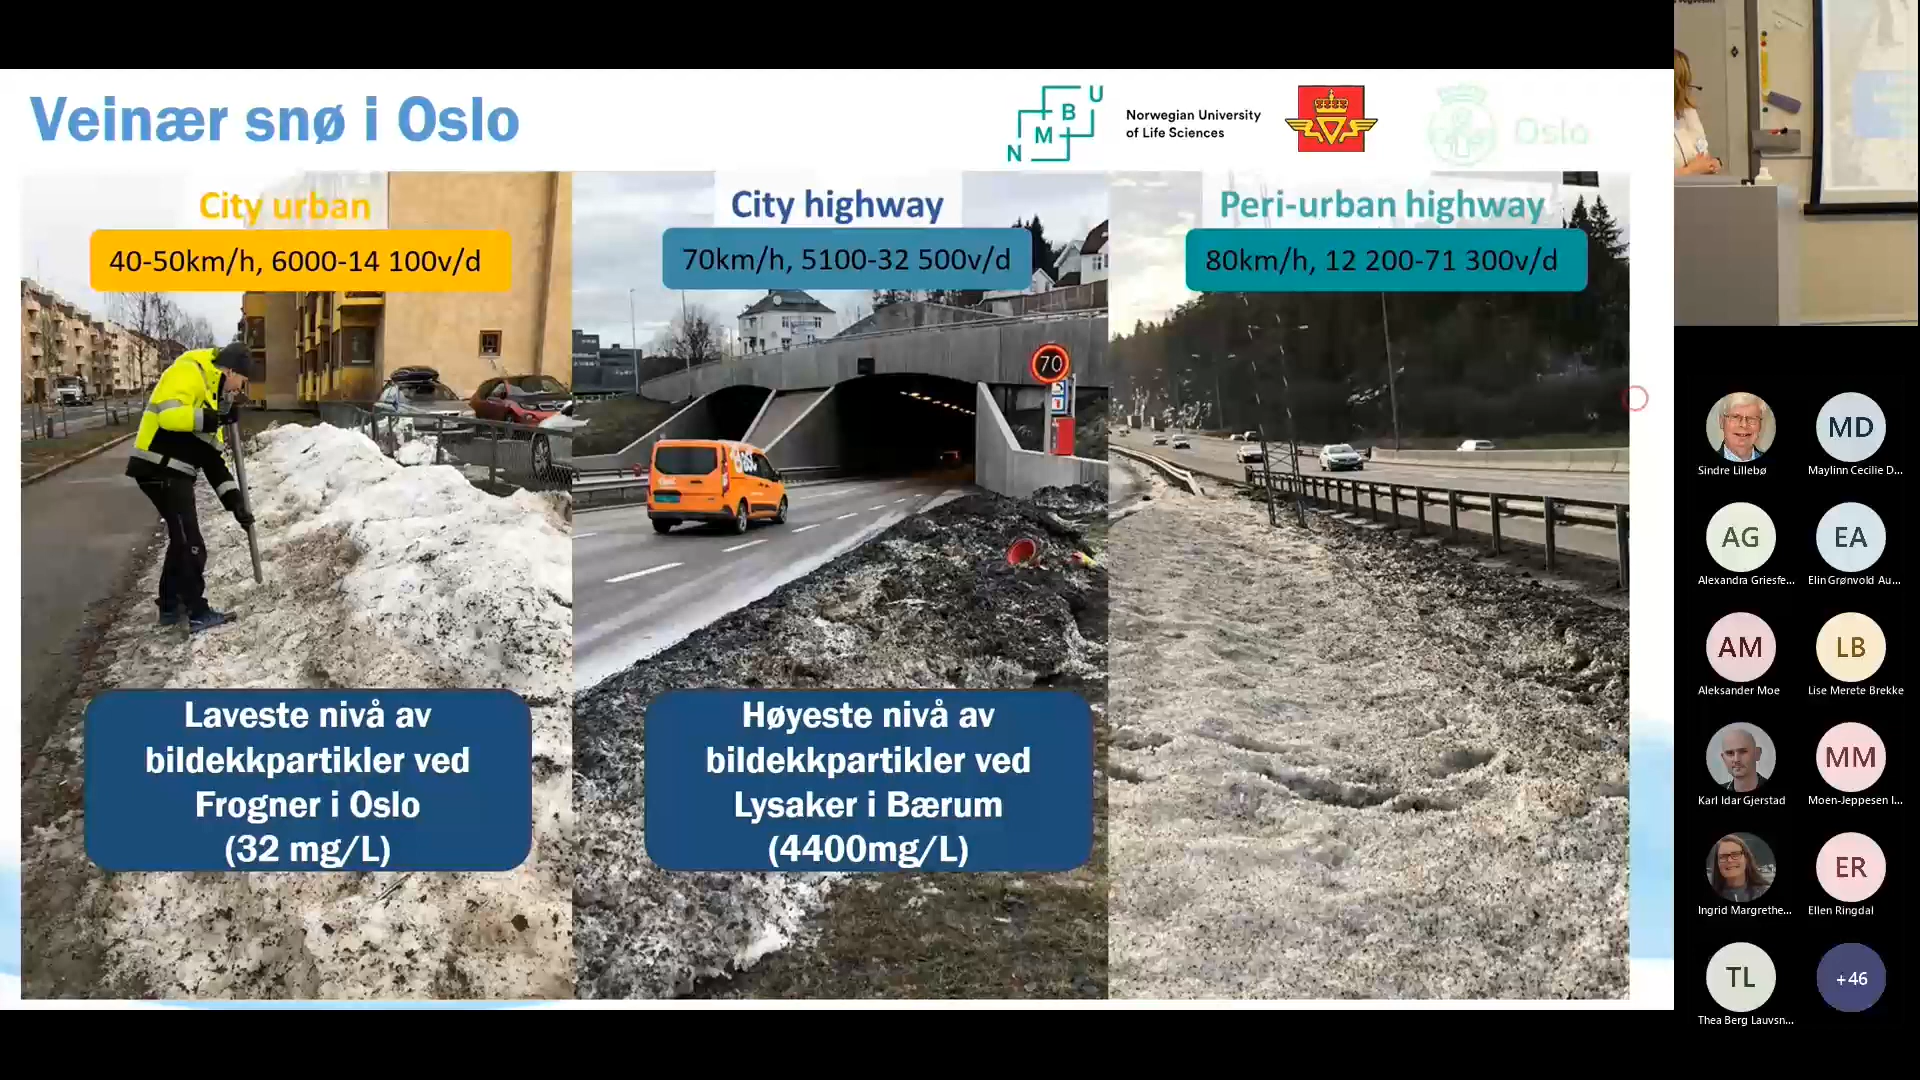 Veinær snø i Oslo
N
M
B
U
Norwegian University
of Life Sciences
Oslo
City urban
40-50km/h, 6000-14 100v/d
City highway
70km/h, 5100-32 500v/d
Peri-urban highway
80km/h, 12 200-71 300v/d
70
Laveste nivå av
bildekkpartikler ved
Frogner i Oslo
(32 mg/L)
Høyeste nivå av
bildekkpartikler ved
Lysaker i Bærum
(4400mg/L)
Sindre Lillebø
MD
Maylinn Cecilie D...
AG
Alexandra Griesfe...
EA
Elin Grønvold Au...
AM
Aleksander Moe
LB
Lise Merete Brekke
Karl Idar Gjerstad
MM
Moen-Jeppesen I...
Ingrid Margrethe...
ER
Ellen Ringdal
TL
Thea Berg Lauvsn...
+46